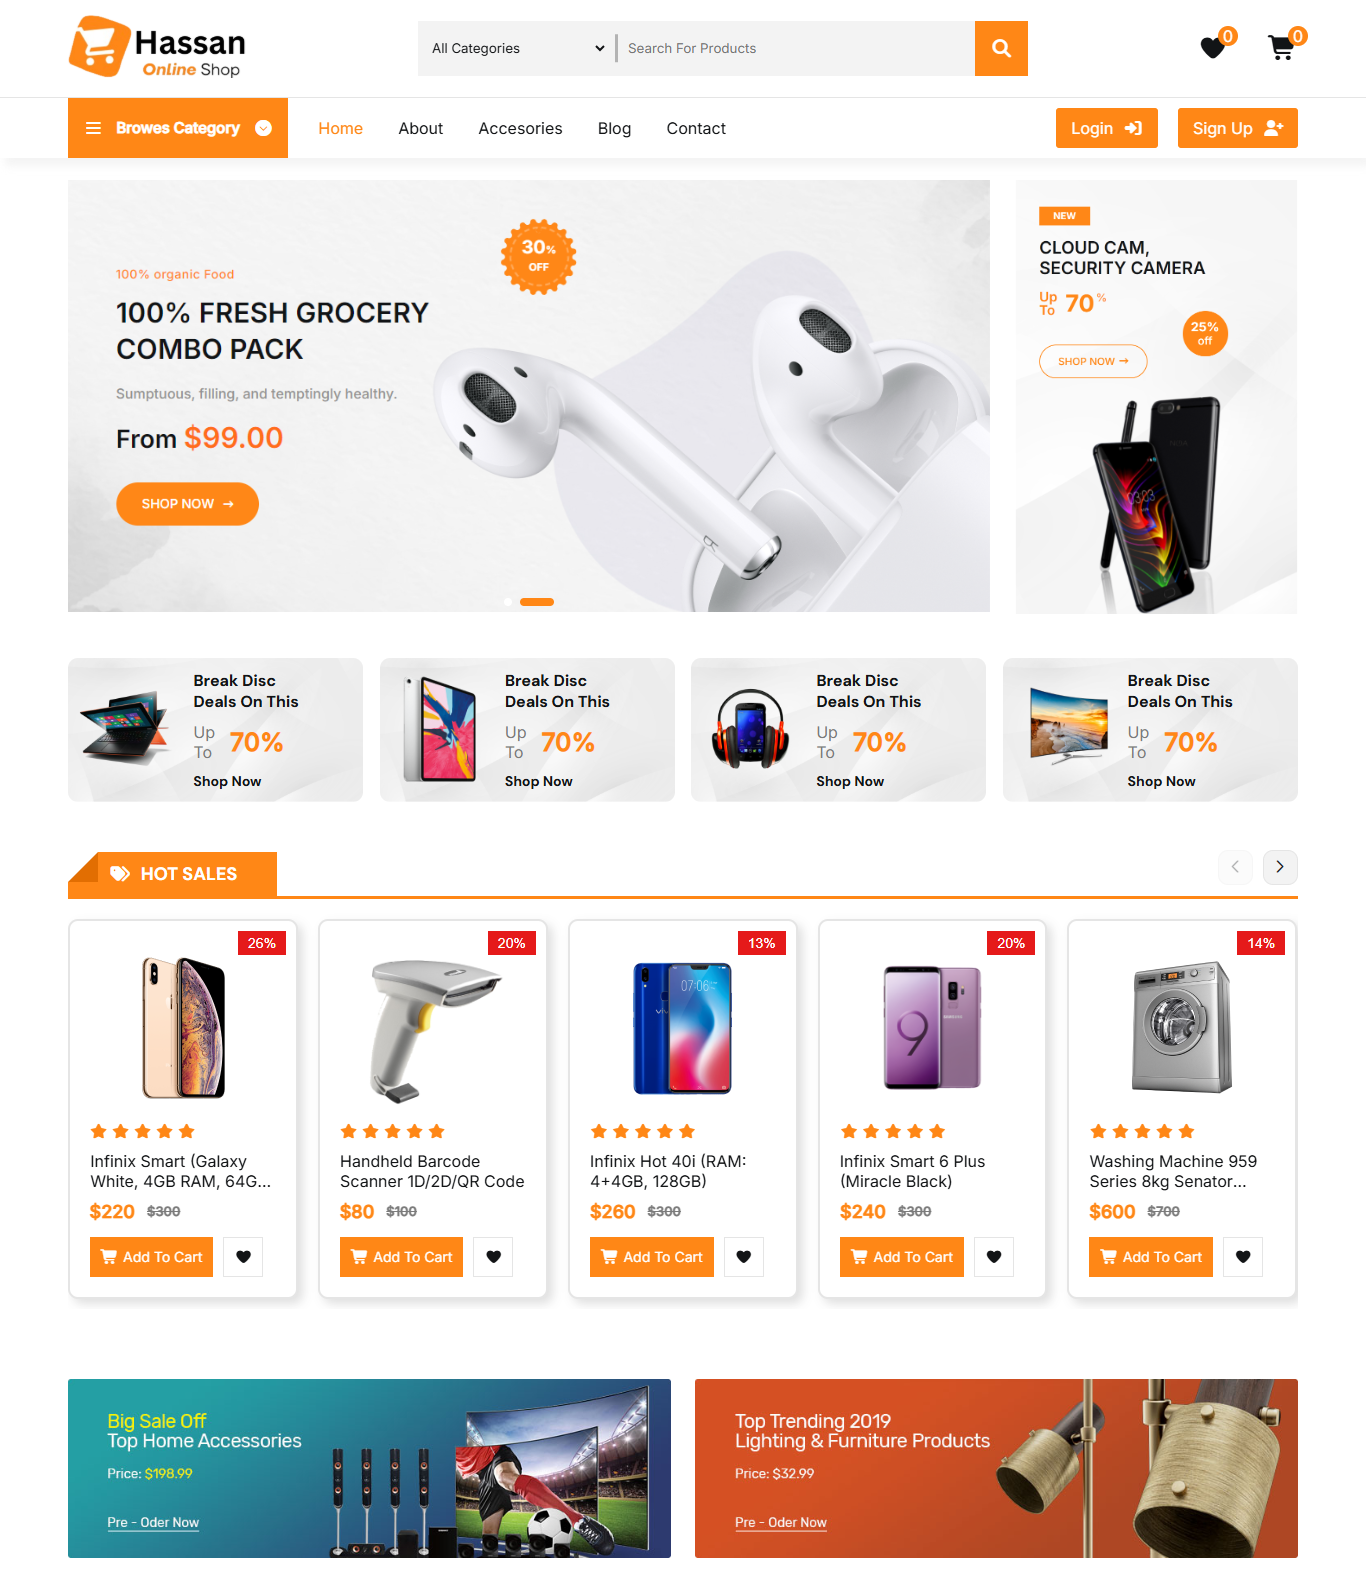 Hassan
Online Shop
All Categories
Search For Products
0
0
Browes Category
Home
About
Accesories
Blog
Contact
Login
Sign Up
100% organic Food
100% FRESH GROCERY
COMBO PACK
Sumptuous, filling, and temptingly healthy.
From $99.00
SHOP NOW
30%
OFF
NEW
CLOUD CAM,
SECURITY CAMERA
Up
To
70%
25%
off
SHOP NOW
03:03
Break Disc
Deals On This
Up
To
70%
Shop Now
Break Disc
Deals On This
Up
To
70%
Shop Now
Break Disc
Deals On This
Up
To
70%
Shop Now
Break Disc
Deals On This
Up
To
70%
Shop Now
HOT SALES
26%
Infinix Smart (Galaxy
White, 4GB RAM, 64G...
$220 $300
Add To Cart
20%
Handheld Barcode
Scanner 1D/2D/QR Code
$80 $100
Add To Cart
13%
07:06
vivo
Infinix Hot 40i (RAM:
4+4GB, 128GB)
$260 $300
Add To Cart
20%
9
SAMSUNG
Infinix Smart 6 Plus
(Miracle Black)
$240 $300
Add To Cart
14%
Washing Machine 959
Series 8kg Senator...
$600 $700
Add To Cart
Big Sale Off
Top Home Accessories
Price: $198.99
Pre - Oder Now
Top Trending 2019
Lighting & Furniture Products
Price: $32.99
Pre - Oder Now